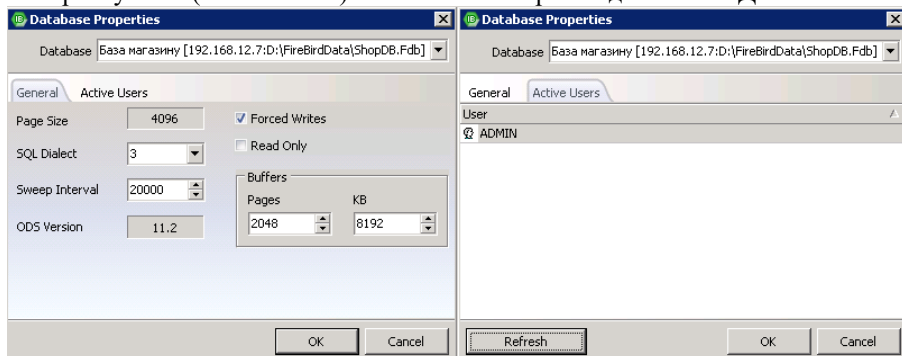 Database Properties
Database База магазину [192.168.12.7:D:\FireBirdData\ShopDB.Fdb]
General Active Users
Page Size 4096 Forced Writes
SQL Dialect 3 Read Only
Buffers
Sweep Interval 20000 Pages KB
2048 8192
ODS Version 11.2
OK Cancel
Database Properties
Database База магазину [192.168.12.7:D:\FireBirdData\ShopDB.Fdb]
General Active Users
User
ADMIN
Refresh OK Cancel